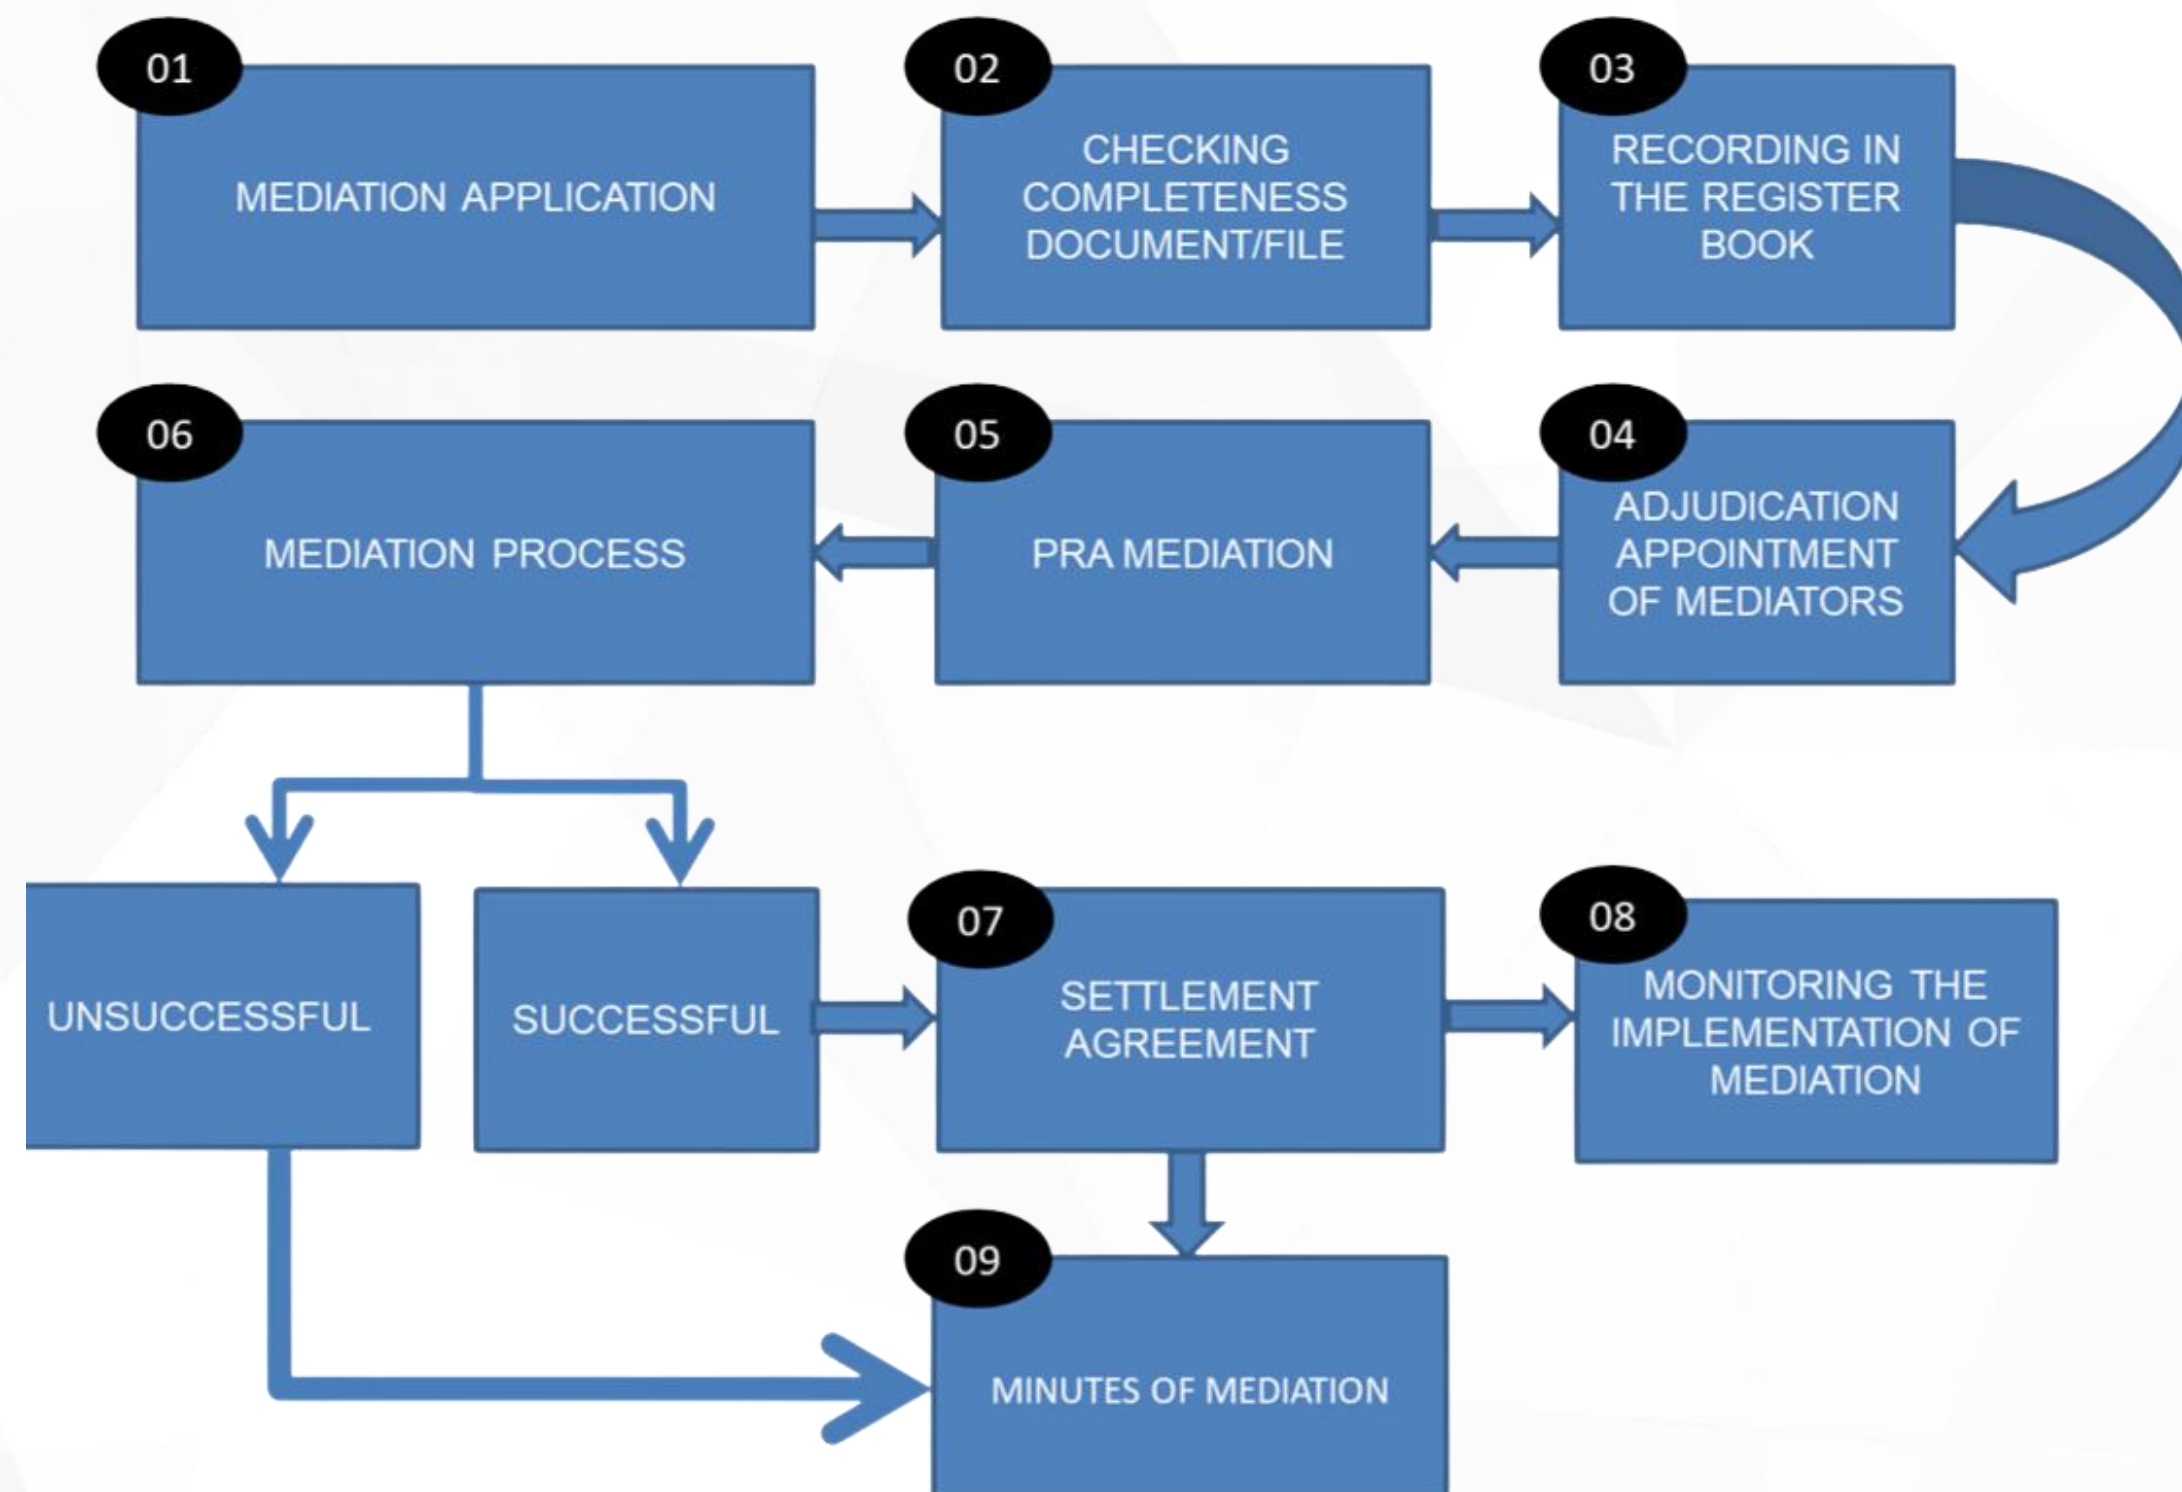 01
MEDIATION APPLICATION
02
CHECKING
COMPLETENESS
DOCUMENT/FILE
03
RECORDING IN
THE REGISTER
BOOK
04
ADJUDICATION
APPOINTMENT
OF MEDIATORS
05
PRA MEDIATION
06
MEDIATION PROCESS
UNSUCCESSFUL
SUCCESSFUL
07
SETTLEMENT
AGREEMENT
08
MONITORING THE
IMPLEMENTATION OF
MEDIATION
09
MINUTES OF MEDIATION